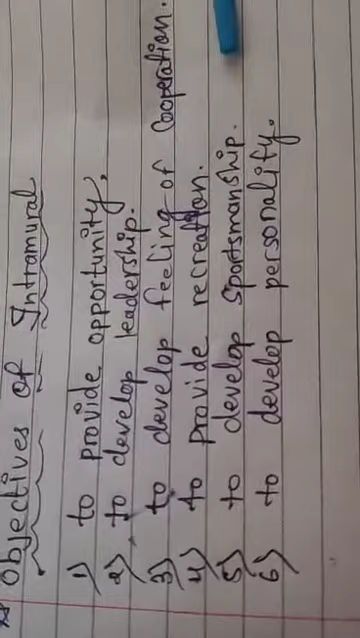 * Objectives of Intramural
1) to provide opportunity,
2) to develop leadership.
3) to develop feeling of Cooperation.
4) to provide recreation.
5) to develop Sportsmanship.
6) to develop personality.